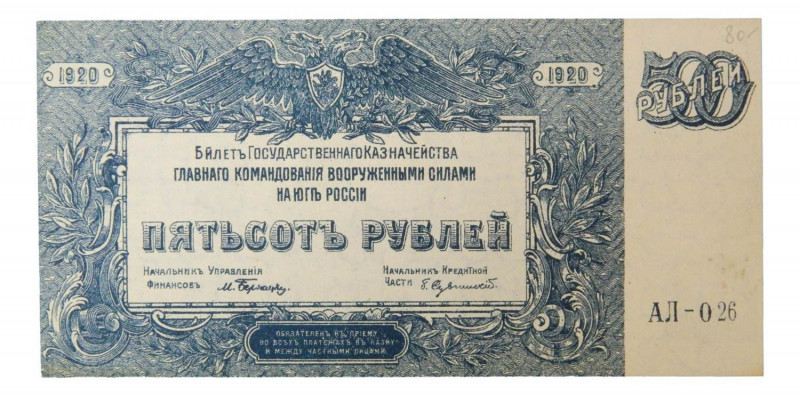 80-
1920
1920
500
РУБЛЕЙ
БИЛЕТЪ ГОСУДАРСТВЕННАГО КАЗНАЧЕЙСТВА
ГЛАВНАГО КОМАНДОВАНІЯ ВООРУЖЕННЫМИ СИЛАМИ
НА ЮГѢ РОССІИ
ПЯТЬСОТЪ РУБЛЕЙ
НАЧАЛЬНИКЪ УПРАВЛЕНІЯ
ФИНАНСОВЪ
НАЧАЛЬНИКЪ КРЕДИТНОЙ
ЧАСТИ
АЛ-026
ОБЯЗАТЕЛЕНЪ КЪ ПРІЕМУ
ВО ВСѢХЪ ПЛАТЕЖАХЪ ВЪ КАЗНУ
И МЕЖДУ ЧАСТНЫМИ ЛИЦАМИ